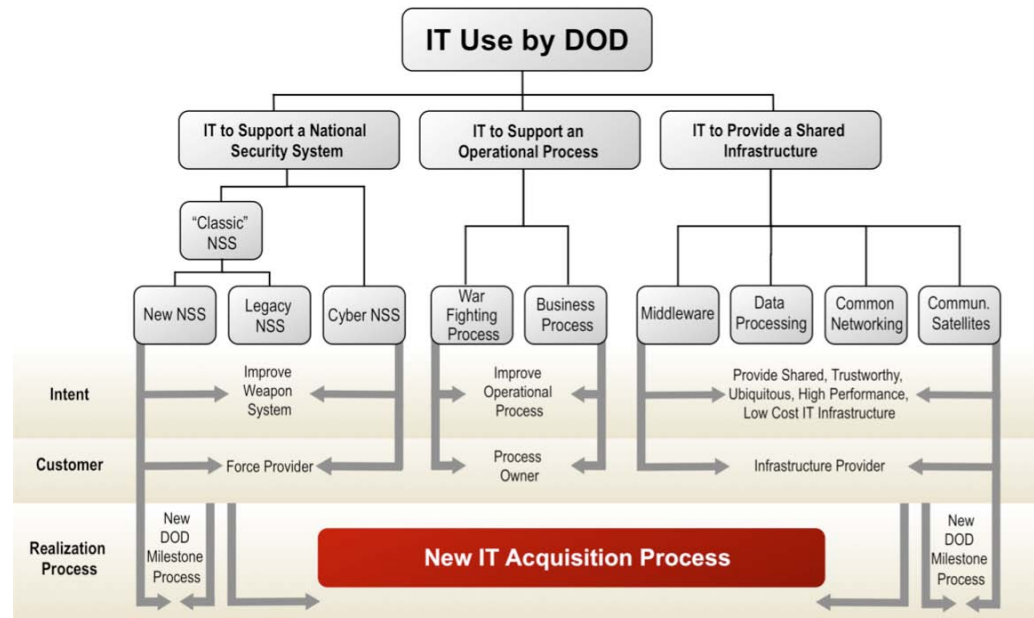 IT Use by DOD
IT to Support a National
Security System
IT to Support an
Operational Process
IT to Provide a Shared
Infrastructure
“Classic”
NSS
New NSS
Legacy
NSS
Cyber NSS
War
Fighting
Process
Business
Process
Middleware
Data
Processing
Common
Networking
Commun.
Satellites
Intent
Improve
Weapon
System
Improve
Operational
Process
Provide Shared, Trustworthy,
Ubiquitous, High Performance,
Low Cost IT Infrastructure
Customer
Force Provider
Process
Owner
Infrastructure Provider
Realization
Process
New
DOD
Milestone
Process
New IT Acquisition Process
New
DOD
Milestone
Process